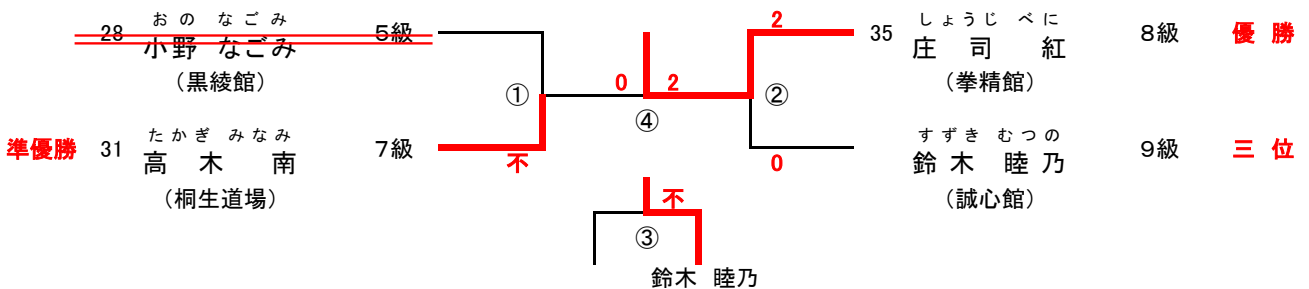 おの なごみ
28 小野 なごみ 5級
(黒綾館)
準優勝 31 たかぎ みなみ
高木 南 7級
(桐生道場)
①
不
0 2
④
2
②
0
不
③
鈴木 睦乃
しょうじ べに
35 庄司 紅 8級 優勝
(拳精館)
すずき むつの
鈴木 睦乃 9級 三位
(誠心館)